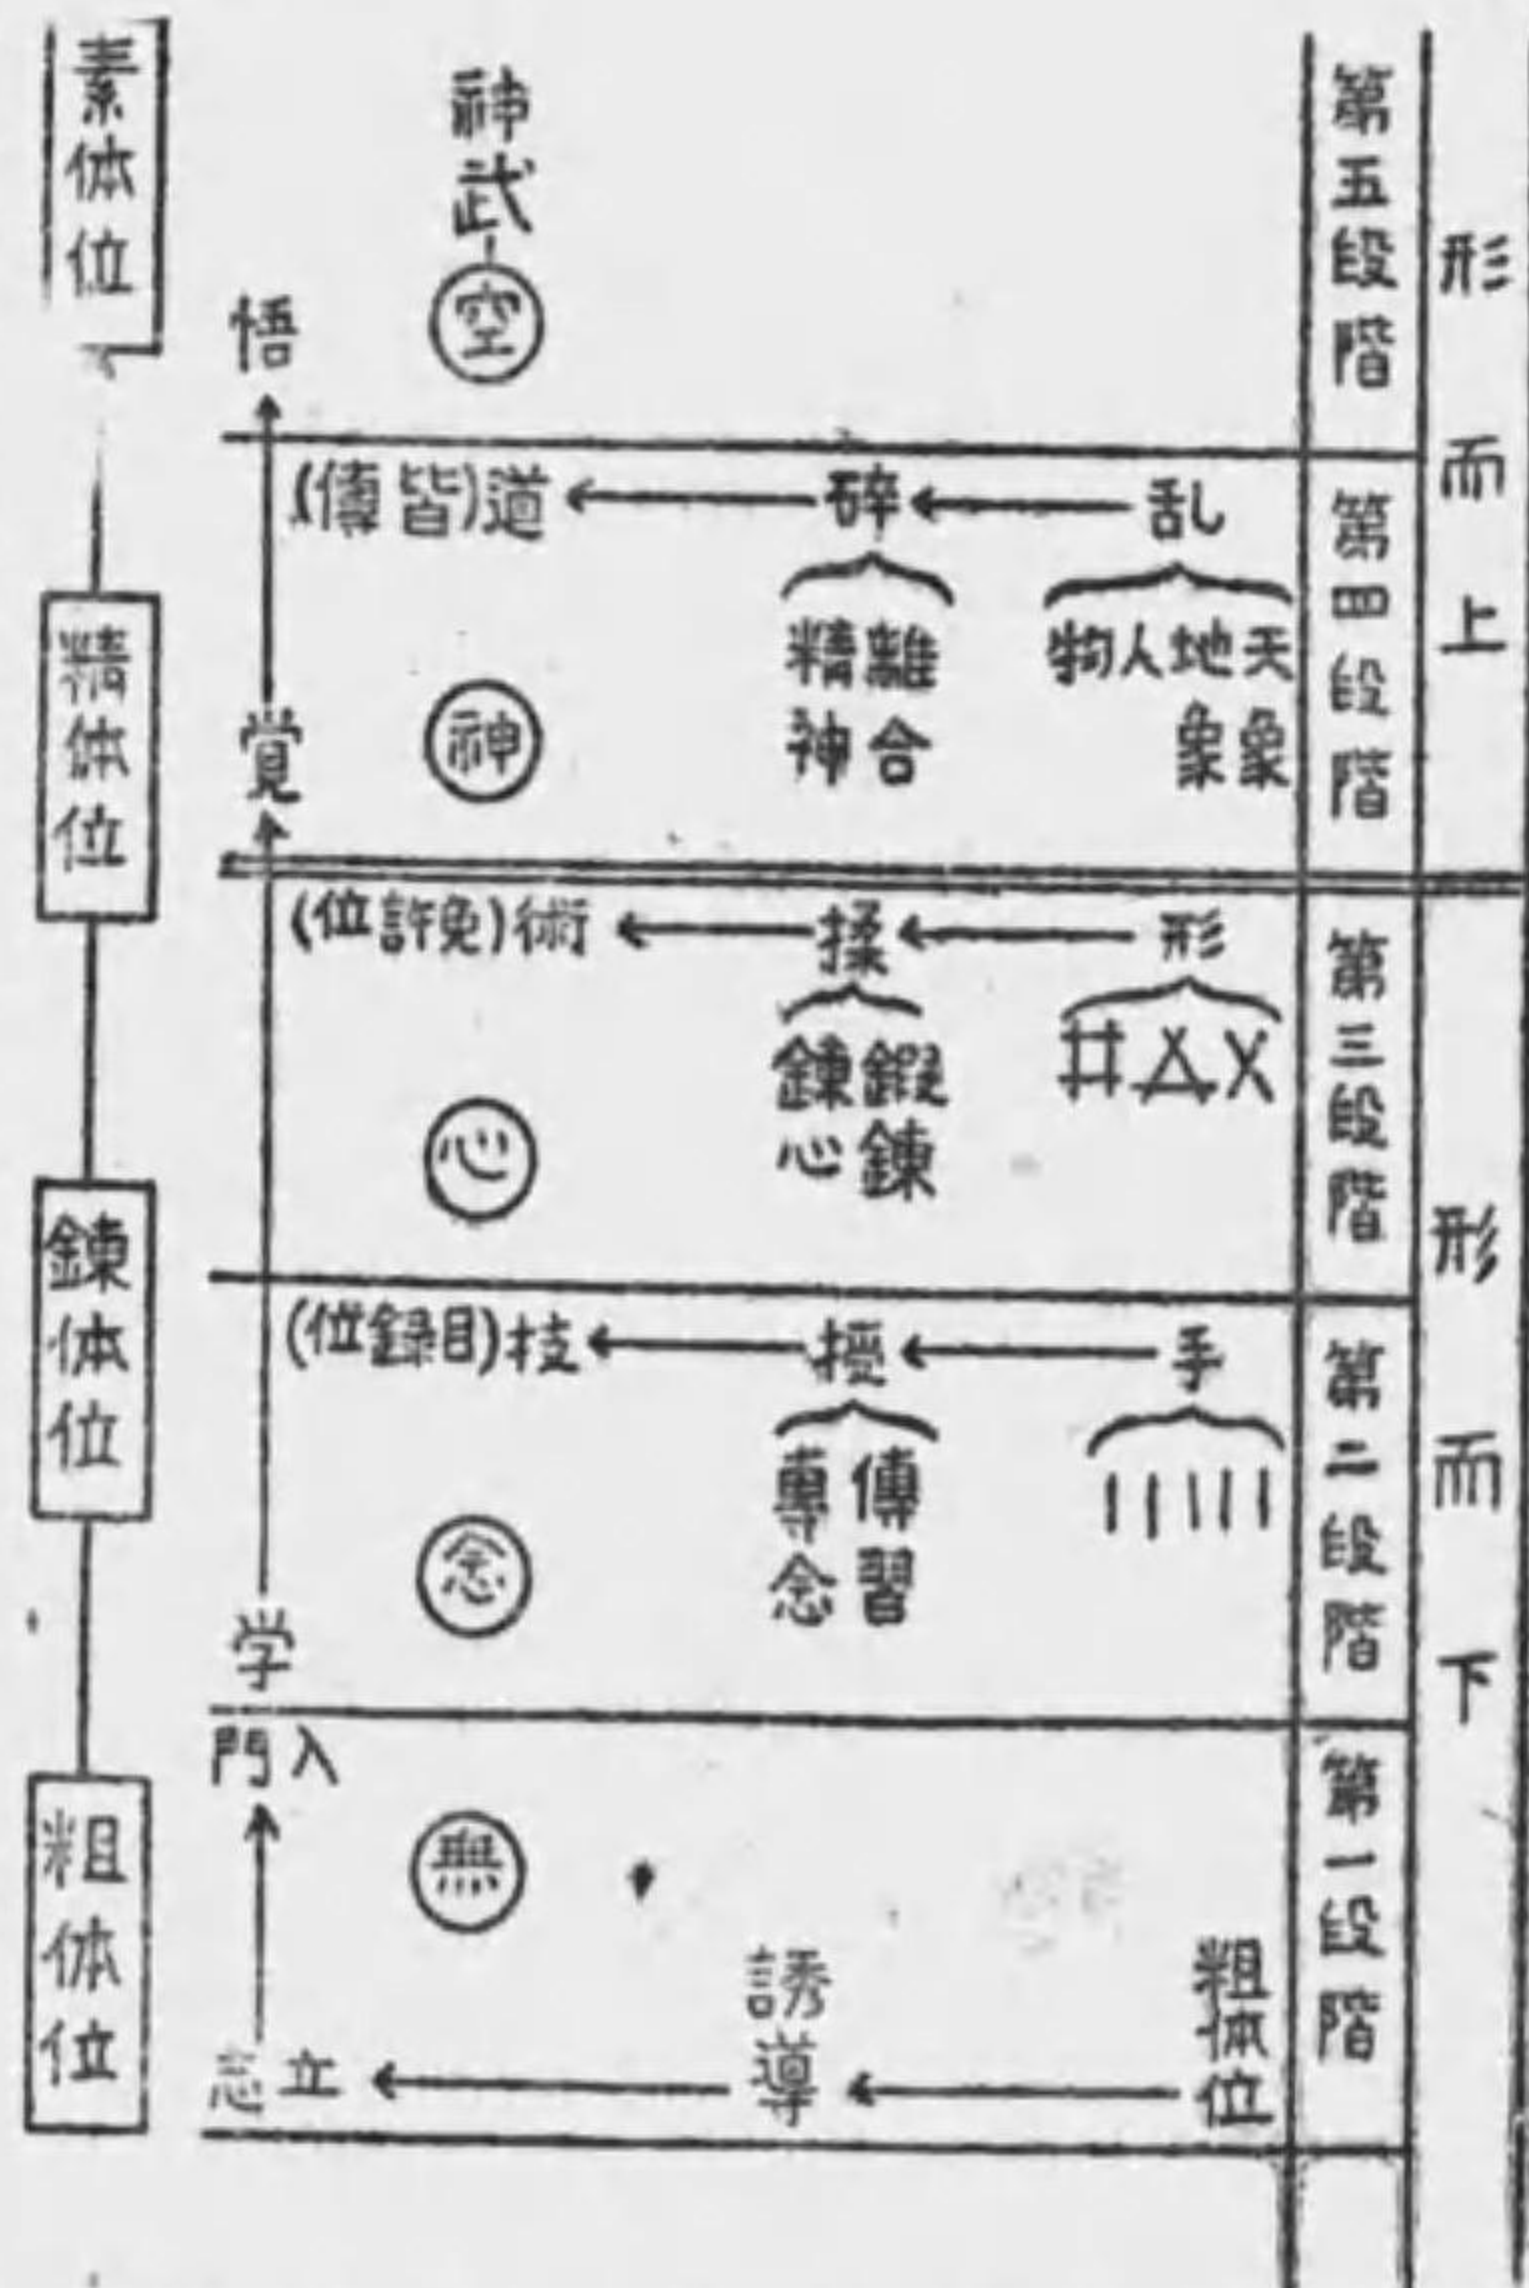 形而上
形而下
第五段階
神武
空
悟
素体位
第四段階
乱
天象
地象
人
物
碎
離合
精神
道(皆傳)
神
覚
精体位
第三段階
形
揉
鍛錬
錬心
術(免許位)
心
錬体位
第二段階
手
傳習
専念
技(目録位)
念
学
第一段階
粗体位
誘導
立志
無
入門
粗体位